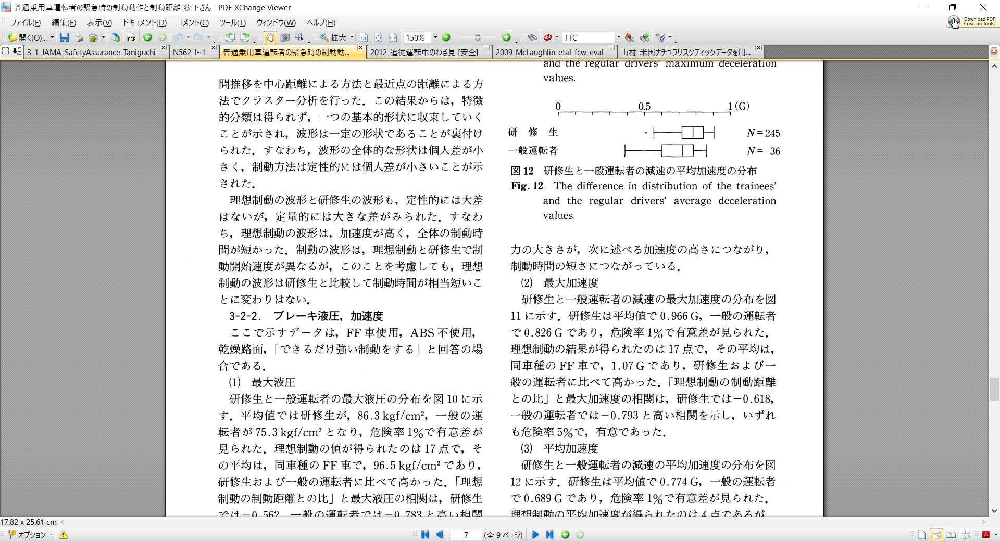 普通乗用車運転者の緊急時の制動動作と制動距離_牧下さん - PDF-XChange Viewer
ファイル(F) 編集(E) 表示(V) ドキュメント(D) コメント(C) ツール(T) ウィンドウ(W) ヘルプ(H)
Download PDF
Creation Tools
開く(O)... OCR 拡大 150% Ask TTC
3_1_JAMA_SafetyAssurance_Taniguchi N562_I~1 普通乗用車運転者の緊急時の制動動... 2012_追従運転中のわき見 [安全] 2009_McLaughlin_etal_fcw_eval 山村_米国ナチュラリスクティックデータを用...
間推移を中心距離による方法と最近点の距離による方
法でクラスター分析を行った．この結果からは，特徴
的分類は得られず，一つの基本的形状に収束していく
ことが示され，波形は一定の形状であることが裏付け
られた．すなわち，波形の全体的な形状は個人差が小
さく，制動方法は定性的には個人差が小さいことが示
された．
理想制動の波形と研修生の波形も，定性的には大差
はないが，定量的には大きな差がみられた．すなわ
ち，理想制動の波形は，加速度が高く，全体の制動時
間が短かった．制動の波形は，理想制動と研修生で制
動開始速度が異なるが，このことを考慮しても，理想
制動の波形は研修生と比較して制動時間が相当短いこ
とに変わりはない．
3-2-2. ブレーキ液圧，加速度
ここで示すデータは，FF 車使用，ABS 不使用，
乾燥路面，「できるだけ強い制動をする」と回答の場
合である．
(1) 最大液圧
研修生と一般運転者の最大液圧の分布を図 10 に示
す．平均値では研修生が，86.3 kgf/cm²，一般の運
転者が 75.3 kgf/cm² となり，危険率 1%で有意差が
見られた．理想制動の値が得られたのは 17 点で，そ
の平均は，同車種の FF 車で，96.5 kgf/cm² であり，
研修生および一般の運転者に比べて高かった．「理想
制動の制動距離との比」と最大液圧の相関は，研修生
では−0.562，一般の運転者では−0.783 と高い相関
and the regular drivers' maximum deceleration
values.
0 0.5 1 (G)
研 修 生 N = 245
一般運転者 N = 36
図 12 研修生と一般運転者の減速の平均加速度の分布
Fig. 12 The difference in distribution of the trainees'
and the regular drivers' average deceleration
values.
力の大きさが，次に述べる加速度の高さにつながり，
制動時間の短さにつながっている．
(2) 最大加速度
研修生と一般運転者の減速の最大加速度の分布を図
11 に示す．研修生は平均値で 0.966 G，一般の運転者
で 0.826 G であり，危険率 1%で有意差が見られた．
理想制動の結果が得られたのは 17 点で，その平均は，
同車種の FF 車で，1.07 G であり，研修生および一
般の運転者に比べて高かった．「理想制動の制動距離
との比」と最大加速度の相関は，研修生では−0.618，
一般の運転者では−0.793 と高い相関を示し，いずれ
も危険率 5%で，有意であった．
(3) 平均加速度
研修生と一般運転者の減速の平均加速度の分布を図
12 に示す．研修生は平均値で 0.774 G，一般の運転者
で 0.689 G であり，危険率 1%で有意差が見られた．
理想制動の平均加速度が得られたのは 4 点であるが，
17.82 x 25.61 cm
オプション 7 (全 9 ページ)